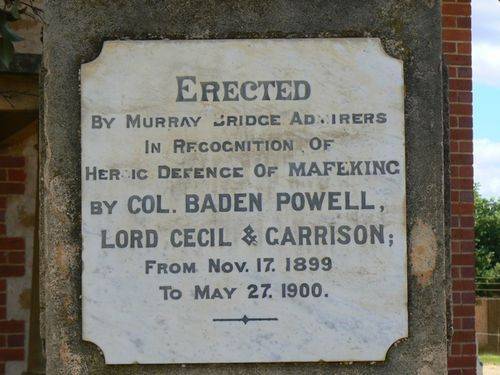 ERECTED
BY MURRAY BRIDGE ADMIRERS
IN RECOGNITION OF
HEROIC DEFENCE OF MAFEKING
BY COL. BADEN POWELL,
LORD CECIL & GARRISON;
FROM NOV. 17. 1899
TO MAY 27. 1900.